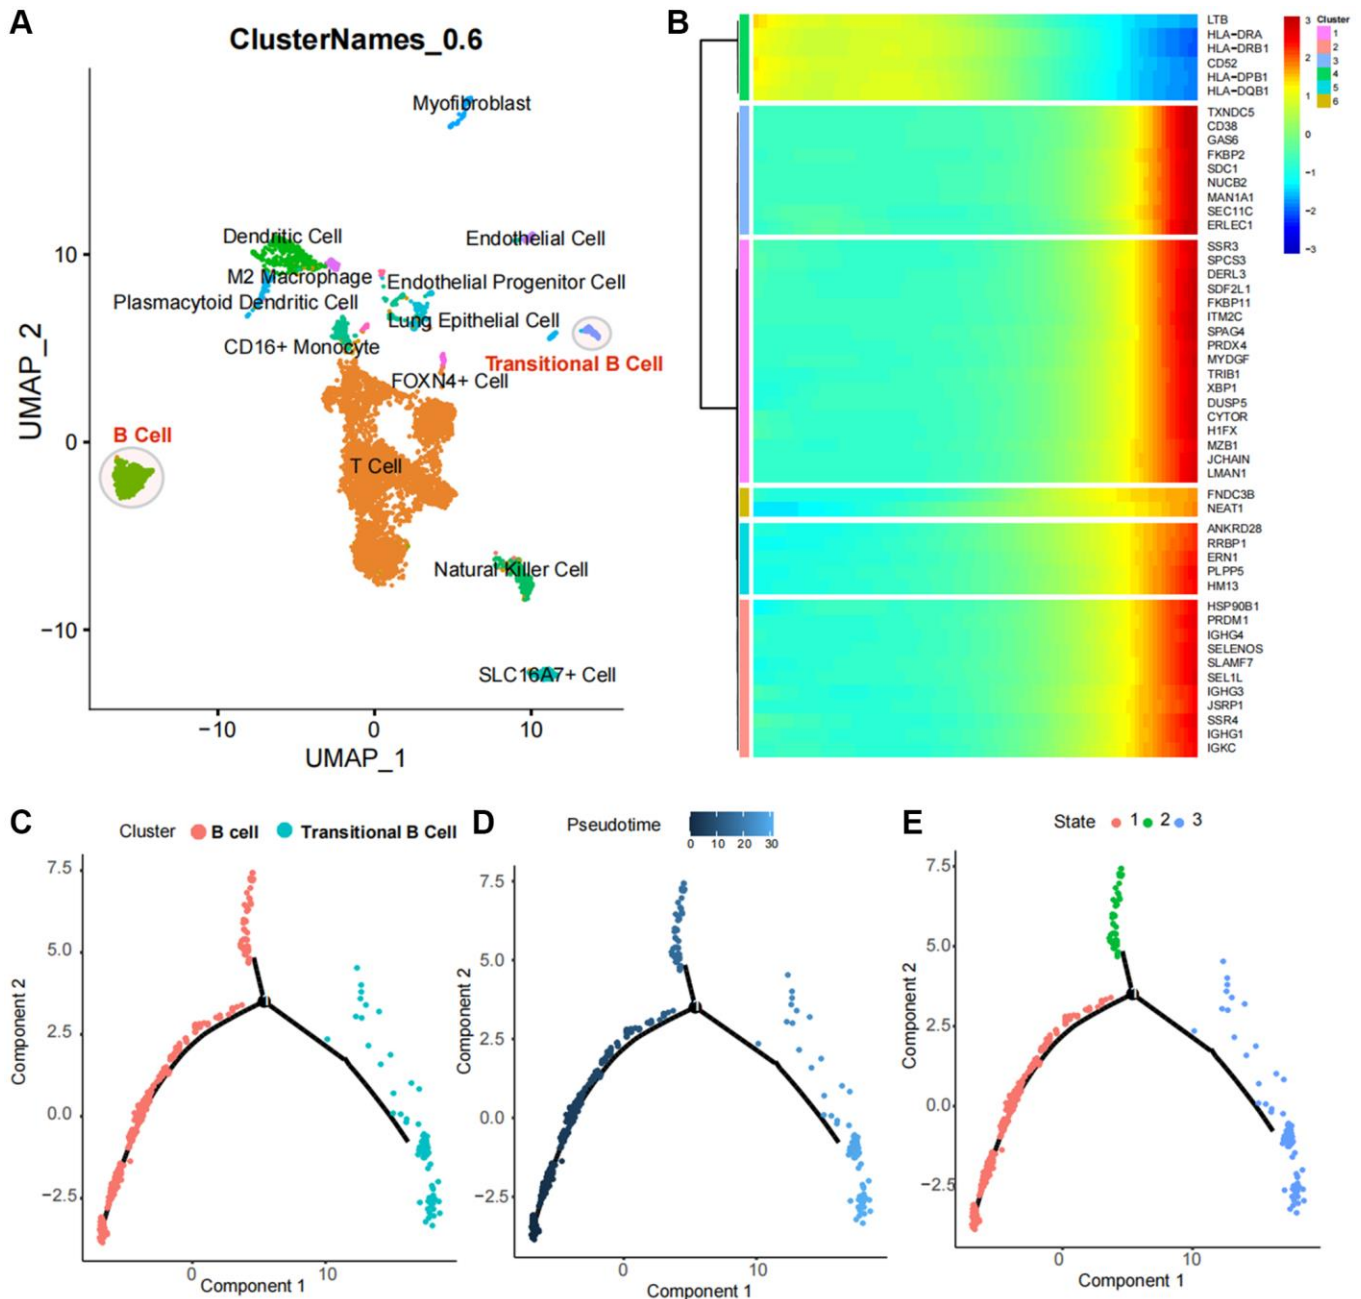 A
ClusterNames_0.6
Myofibroblast
Dendritic Cell
Endothelial Cell
M2 Macrophage
Endothelial Progenitor Cell
Plasmacytoid Dendritic Cell
Lung Epithelial Cell
CD16+ Monocyte
Transitional B Cell
FOXN4+ Cell
B Cell
T Cell
Natural Killer Cell
SLC16A7+ Cell
10
0
−10
UMAP_2
−10
0
10
UMAP_1
B
LTB
HLA−DRA
HLA−DRB1
CD52
HLA−DPB1
HLA−DQB1
TXNDC5
CD38
GAS6
FKBP2
SDC1
NUCB2
MAN1A1
SEC11C
ERLEC1
SSR3
SPCS3
DERL3
SDF2L1
FKBP11
ITM2C
SPAG4
PRDX4
MYDGF
TRIB1
XBP1
DUSP5
CYTOR
H1FX
MZB1
JCHAIN
LMAN1
FNDC3B
NEAT1
ANKRD28
RRBP1
ERN1
PLPP5
HM13
HSP90B1
PRDM1
IGHG4
SELENOS
SLAMF7
SEL1L
IGHG3
JSRP1
SSR4
IGHG1
IGKC
3
2
1
0
−1
−2
−3
Cluster
1
2
3
4
5
6
C
Cluster B cell Transitional B Cell
7.5
5.0
2.5
0.0
−2.5
Component 2
1
0 10
Component 1
D
Pseudotime
0 10 20 30
7.5
5.0
2.5
0.0
−2.5
Component 2
1
0 10
Component 1
E
State 1 2 3
7.5
5.0
2.5
0.0
−2.5
Component 2
1
0 10
Component 1